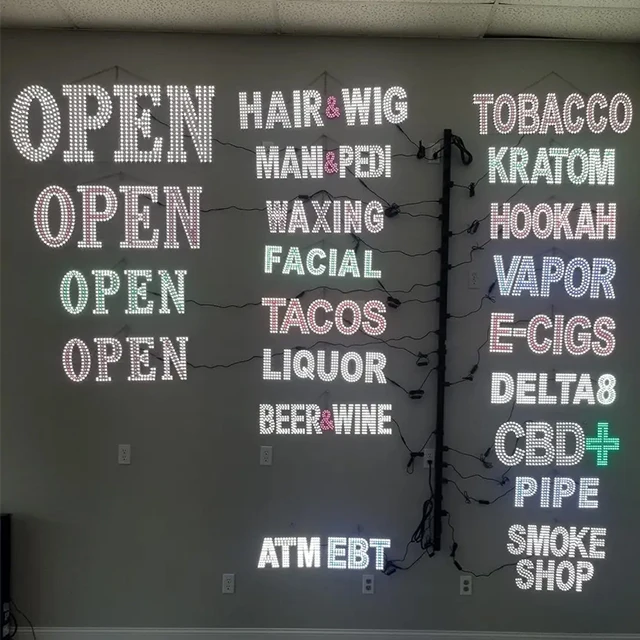 OPEN
OPEN
OPEN
OPEN
HAIR&WIG
MANI&PEDI
WAXING
FACIAL
TACOS
LIQUOR
BEER&WINE
ATM EBT
TOBACCO
KRATOM
HOOKAH
VAPOR
E-CIGS
DELTA8
CBD+
PIPE
SMOKE
SHOP